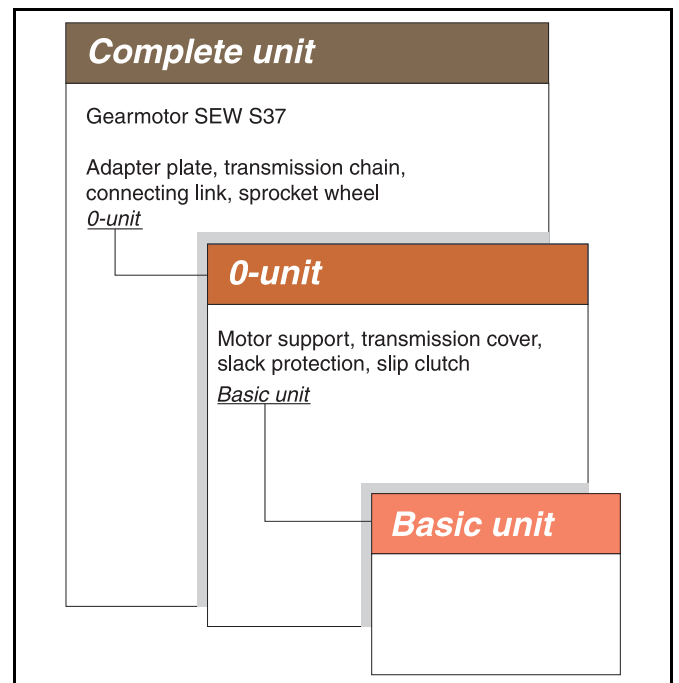 Complete unit
Gearmotor SEW S37
Adapter plate, transmission chain,
connecting link, sprocket wheel
0-unit
0-unit
Motor support, transmission cover,
slack protection, slip clutch
Basic unit
Basic unit